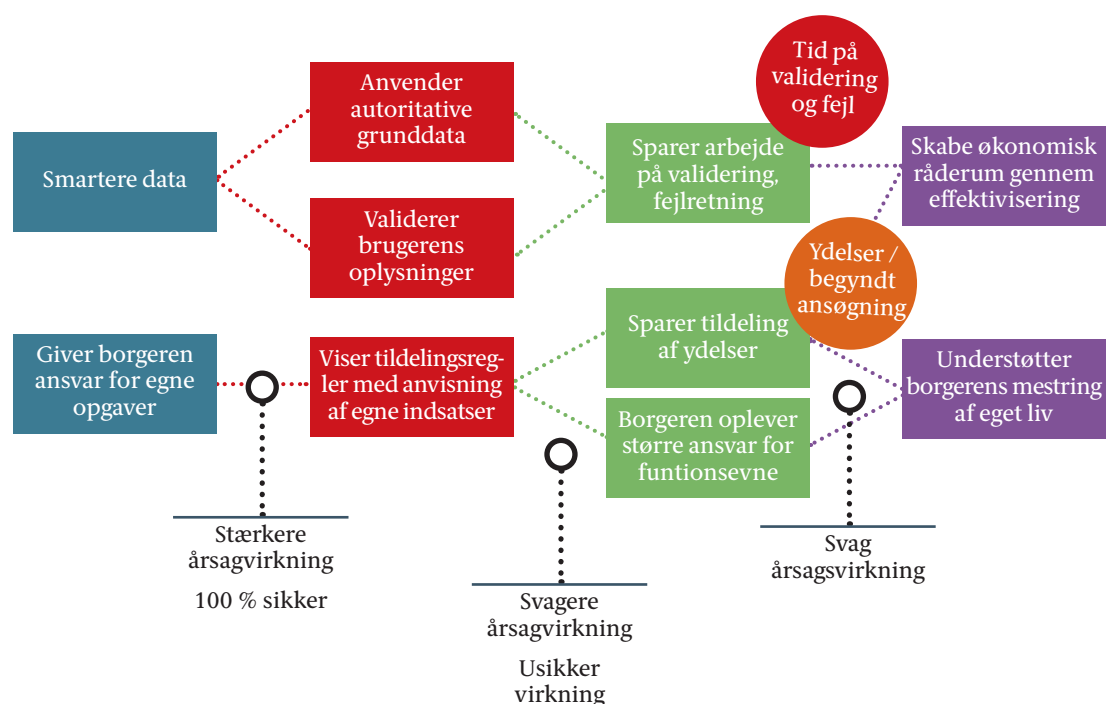 Smartere data
Anvender
autoritative
grunddata
Validerer
brugerens
oplysninger
Sparer arbejde
på validering,
fejlretning
Tid på
validering
og fejl
Skabe økonomisk
råderum gennem
effektivisering
Giver borgeren
ansvar for egne
opgaver
Viser tildelingsreg-
ler med anvisning
af egne indsatser
Sparer tildeling
af ydelser
Ydelser /
begyndt
ansøgning
Borgeren oplever
større ansvar for
funtionsevne
Understøtter
borgerens mestring
af eget liv
Stærkere
årsagvirkning
100 % sikker
Svagere
årsagvirkning
Usikker
virkning
Svag
årsagsvirkning